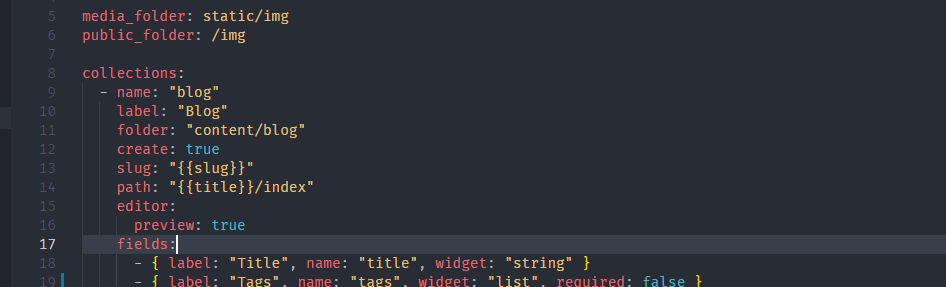 5 media_folder: static/img
6 public_folder: /img
7
8 collections:
9 - name: "blog"
10 label: "Blog"
11 folder: "content/blog"
12 create: true
13 slug: "{{slug}}"
14 path: "{{title}}/index"
15 editor:
16 preview: true
17 fields:
18 - { label: "Title", name: "title", widget: "string" }
19 - { label: "Tags", name: "tags", widget: "list", required: false }